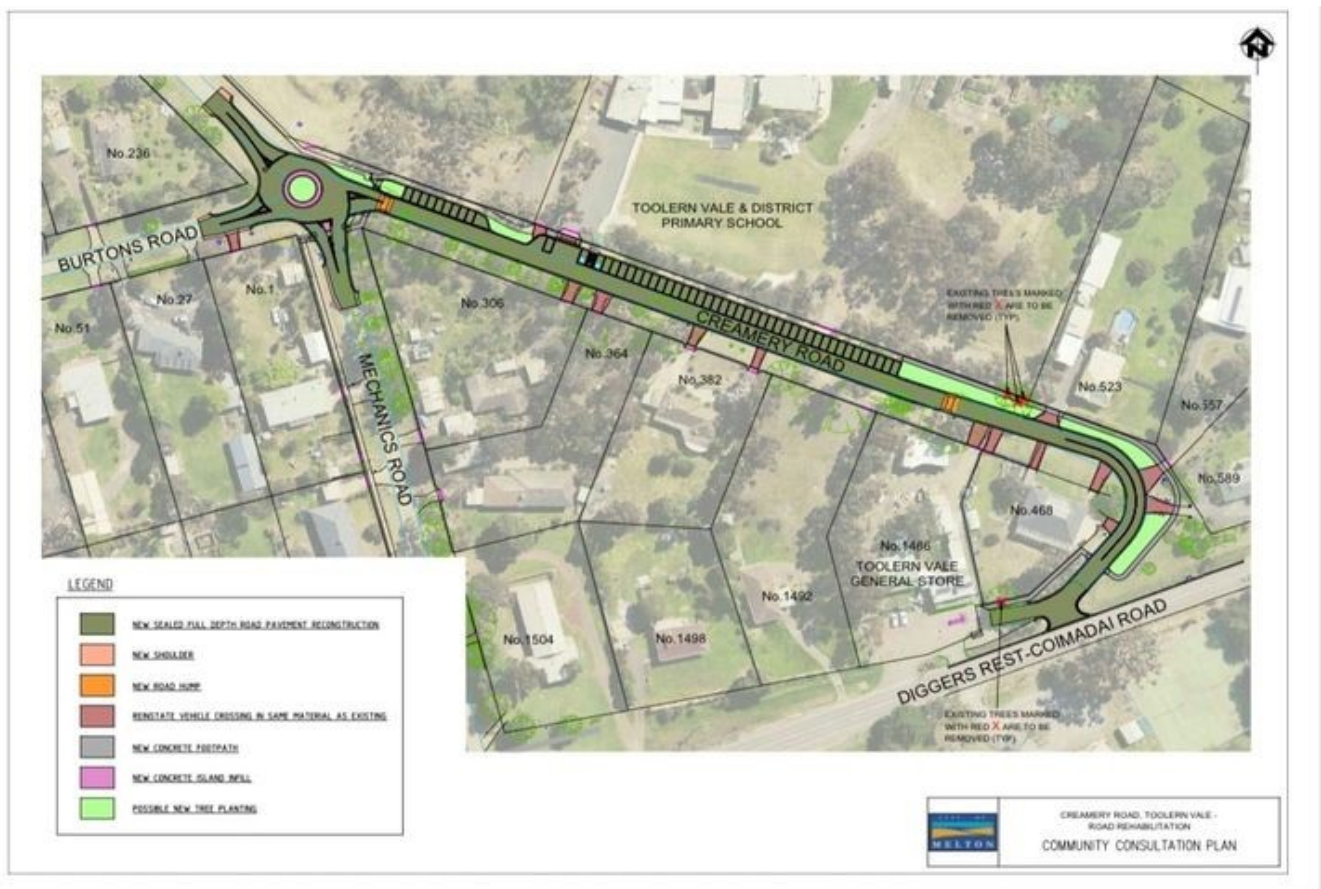 N
No.236
TOOLERN VALE & DISTRICT
PRIMARY SCHOOL
BURTONS ROAD
No.51
No.27
No.1
No.306
MECHANICS ROAD
No.364
No.382
CREAMERY ROAD
EXISTING TREES MARKED
WITH RED X ARE TO BE
REMOVED (TYP).
No.523
No.557
No.589
No.468
No.1466
TOOLERN VALE
GENERAL STORE
No.1492
No.1498
No.1504
DIGGERS REST-COIMADAI ROAD
EXISTING TREES MARKED
WITH RED X ARE TO BE
REMOVED (TYP).
LEGEND
NEW SEALED FULL DEPTH ROAD PAVEMENT RECONSTRUCTION
NEW SHOULDER
NEW ROAD HUMP
REINSTATE VEHICLE CROSSING IN SAME MATERIAL AS EXISTING
NEW CONCRETE FOOTPATH
NEW CONCRETE ISLAND INFILL
POSSIBLE NEW TREE PLANTING
CITY OF
MELTON
CREAMERY ROAD, TOOLERN VALE -
ROAD REHABILITATION
COMMUNITY CONSULTATION PLAN